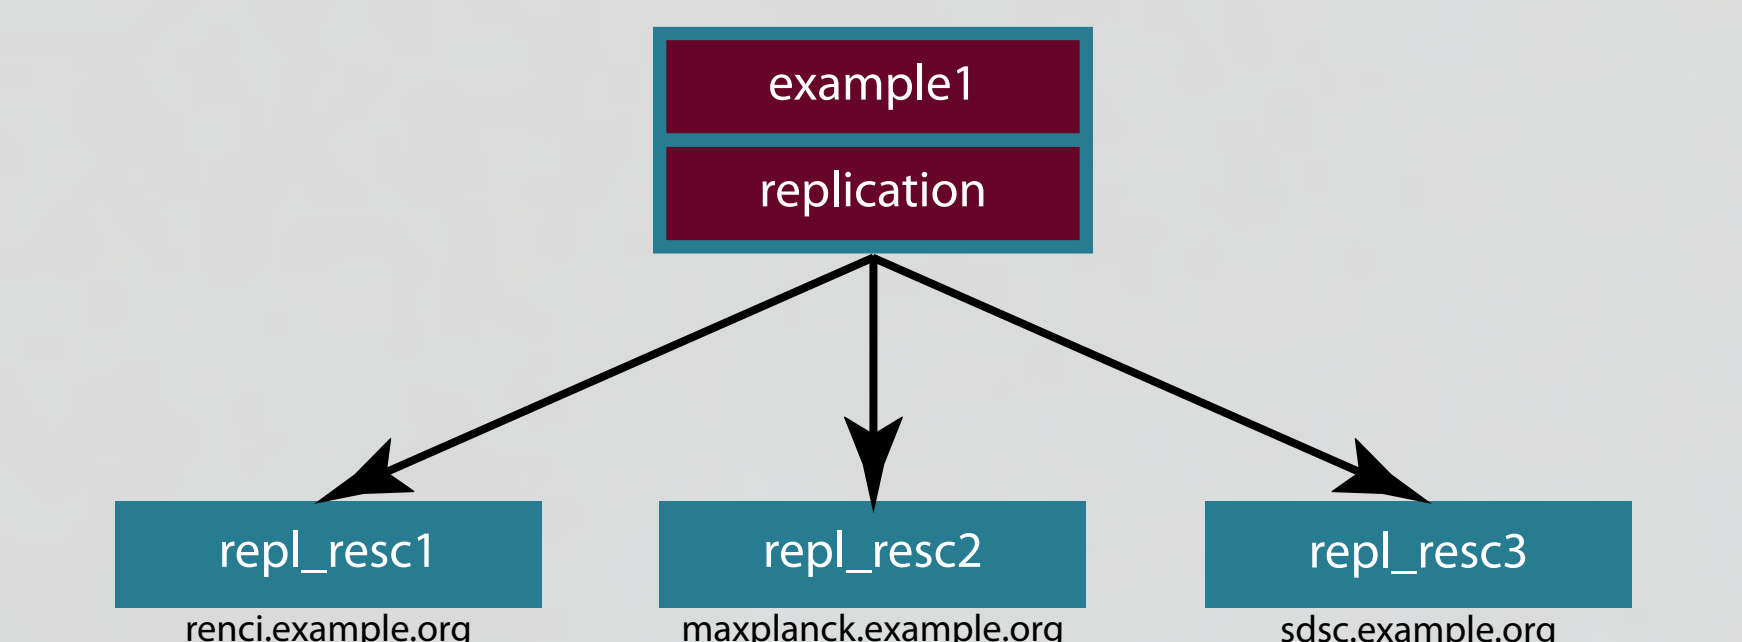 example1
replication
repl_resc1
repl_resc2
repl_resc3
renci.example.org
maxplanck.example.org
sdsc.example.org